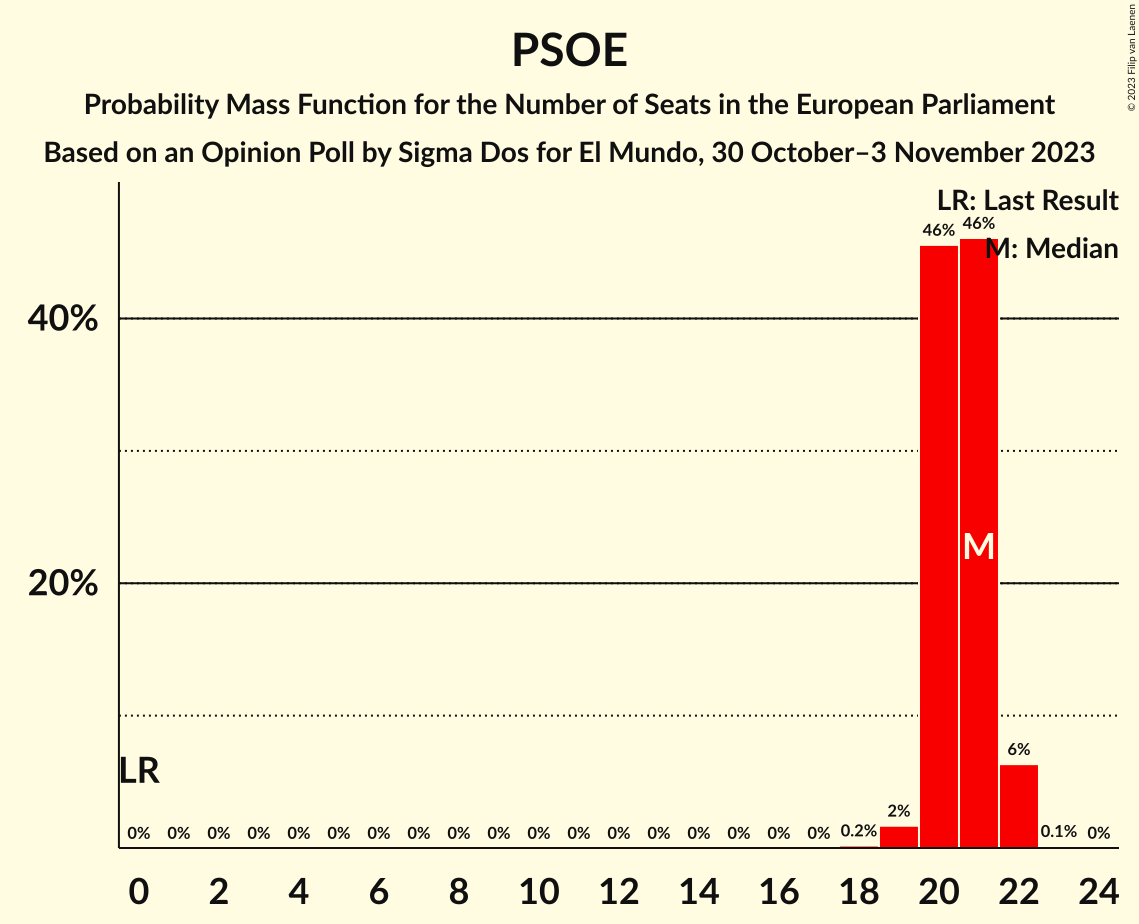 PSOE
Probability Mass Function for the Number of Seats in the European Parliament
Based on an Opinion Poll by Sigma Dos for El Mundo, 30 October–3 November 2023
© 2023 Filip van Laenen
LR: Last Result
M: Median
46% 46%
40%
M
20%
LR
0% 0% 0% 0% 0% 0% 0% 0% 0% 0% 0% 0% 0% 0% 0% 0% 0% 0% 0.2% 2% 6% 0.1% 0%
0 2 4 6 8 10 12 14 16 18 20 22 24